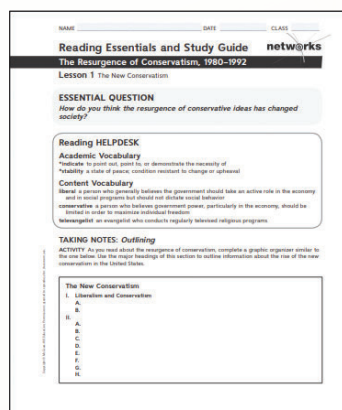 NAME DATE CLASS
Reading Essentials and Study Guide
netw@rks
The Resurgence of Conservatism, 1980–1992
Lesson 1 The New Conservatism
ESSENTIAL QUESTION
How do you think the resurgence of conservative ideas has changed
society?
Reading HELPDESK
Academic Vocabulary
*indicate to point out, point to, or demonstrate the necessity of
*stability a state of peace; condition resistant to change or upheaval
Content Vocabulary
liberal a person who generally believes the government should take an active role in the economy
and in social programs but should not dictate social behavior
conservative a person who believes government power, particularly in the economy, should be
limited in order to maximize individual freedom
televangelist an evangelist who conducts regularly televised religious programs
TAKING NOTES: Outlining
ACTIVITY As you read about the resurgence of conservatism, complete a graphic organizer similar to
the one below. Use the major headings of this section to outline information about the rise of the new
conservatism in the United States.
The New Conservatism
I. Liberalism and Conservatism
A.
B.
II.
A.
B.
C.
D.
E.
F.
G.
H.